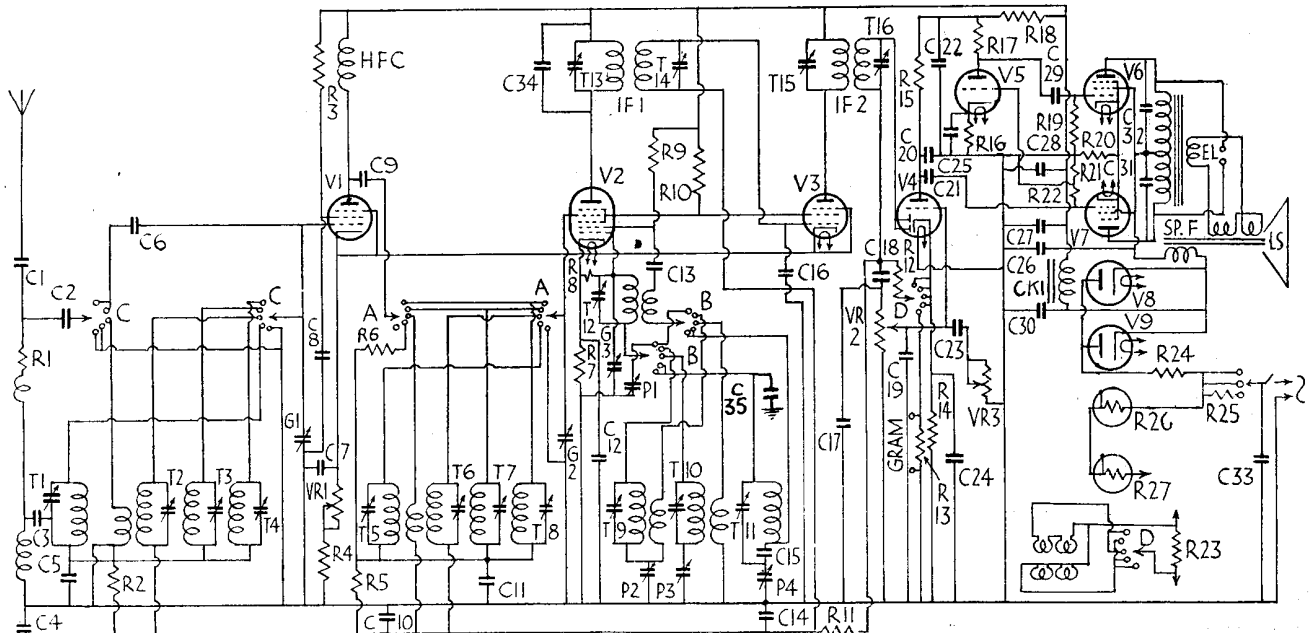 R3
HFC
C34
T13
T14
IF1
T15
T16
IF2
C22
R15
R17
R18
V5
C29
V6
R16
R19
R20
C32
C28
C25
C20
R21
C31
R22
EL
V1
C9
V2
R9
R10
V3
V4
C21
V7
SP.F
LS
C6
C1
C2
C
C
R8
T12
C13
C16
C18
R12
D
C27
C26
CK1
C30
V8
V9
A
A
R6
C8
B
B
G3
P1
R7
VR2
C19
C23
VR3
R24
R25
R1
G1
C7
G2
C35
C12
C17
GRAM
R14
R13
C24
R26
R27
C33
T1
C3
T2
T3
T4
VR1
T5
T6
T7
T8
T9
T10
T11
C15
C5
R2
R4
R5
C11
P2
P3
P4
D
R23
C4
C10
C14
R11